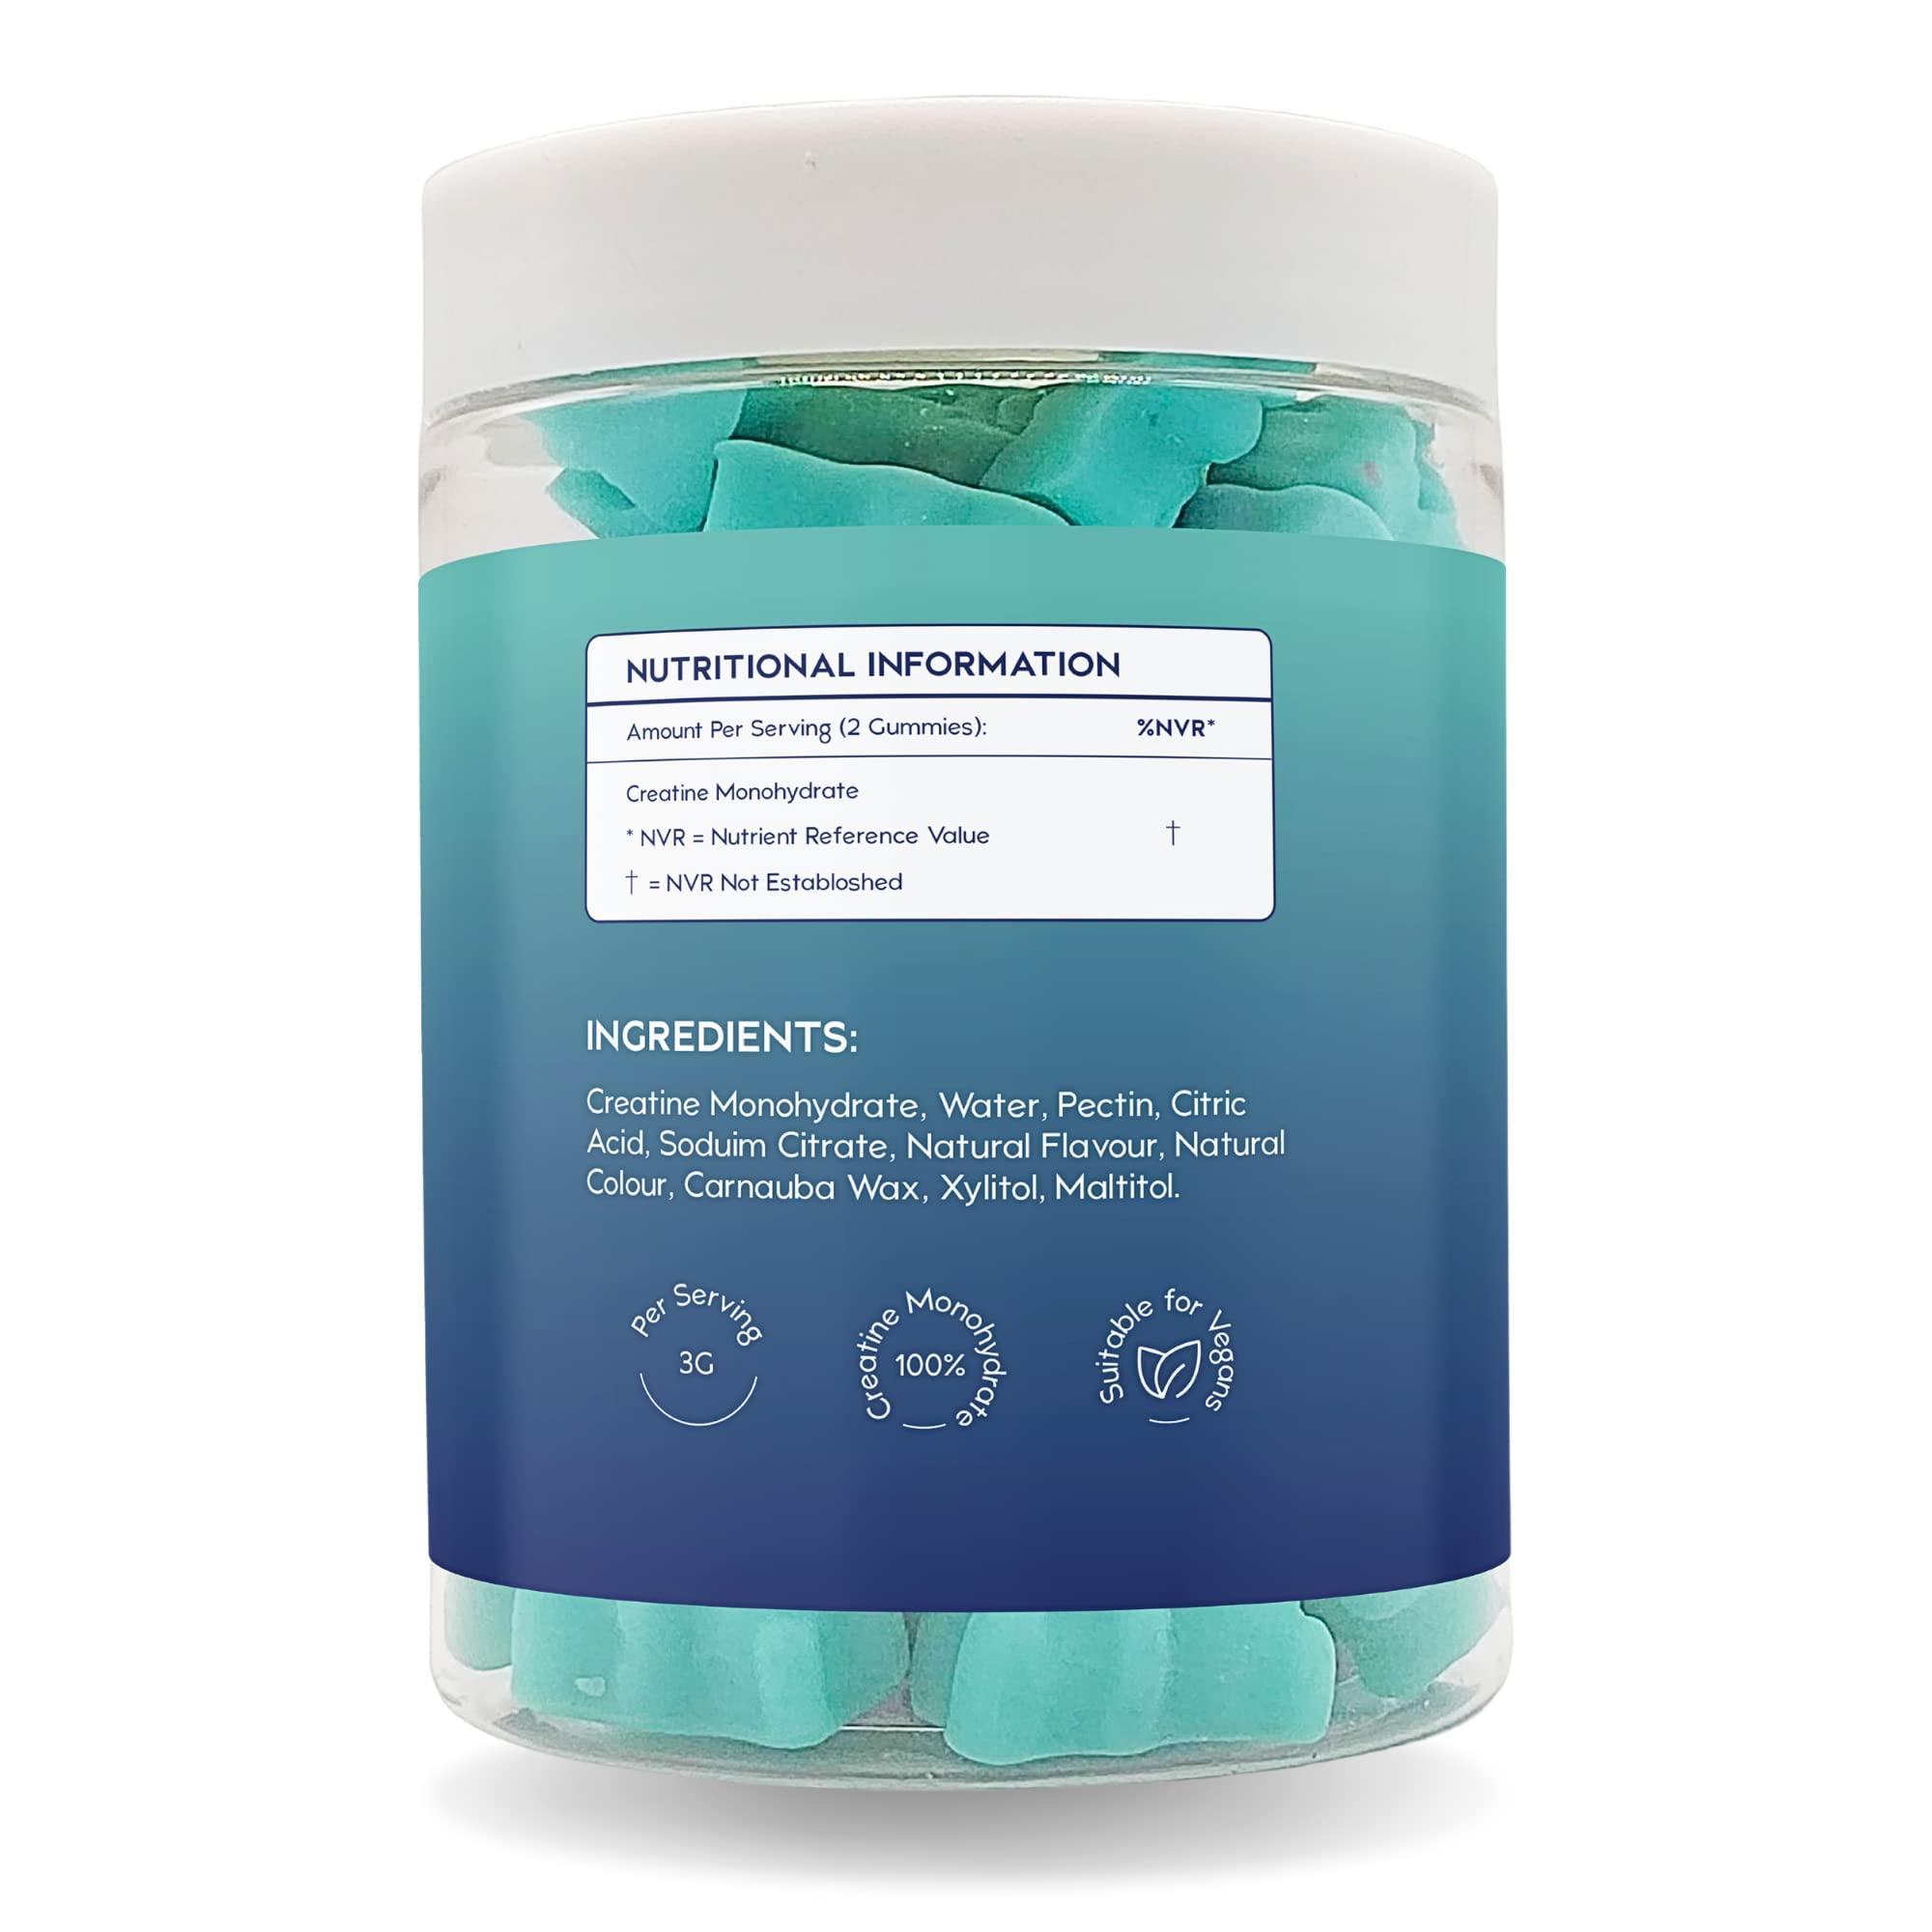 NUTRITIONAL INFORMATION
Amount Per Serving (2 Gummies): %NVR*
Creatine Monohydrate
* NVR = Nutrient Reference Value †
† = NVR Not Establoshed
INGREDIENTS:
Creatine Monohydrate, Water, Pectin, Citric
Acid, Soduim Citrate, Natural Flavour, Natural
Colour, Carnauba Wax, Xylitol, Maltitol.
Per Serving
3G
Creatine Monohydrate
100%
Suitable for Vegans